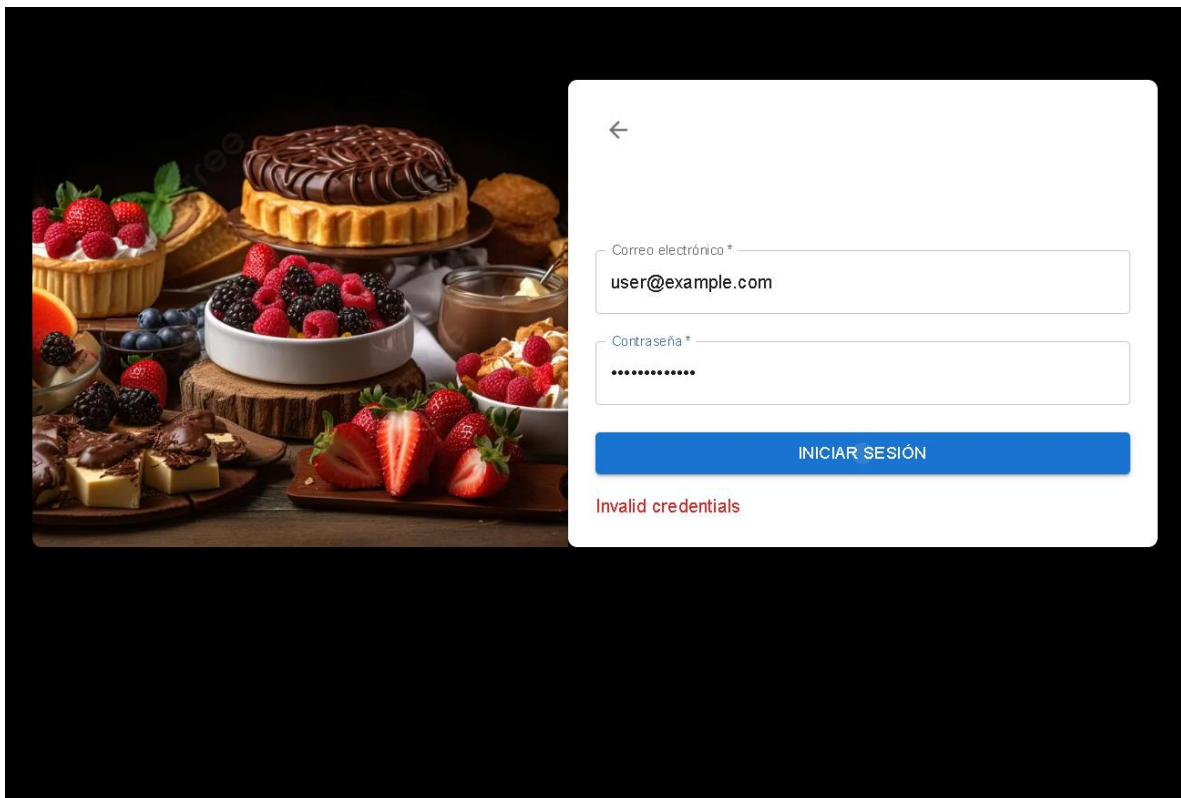 Correo electrónico *
user@example.com
Contraseña *
•••••••••••••
INICIAR SESIÓN
Invalid credentials